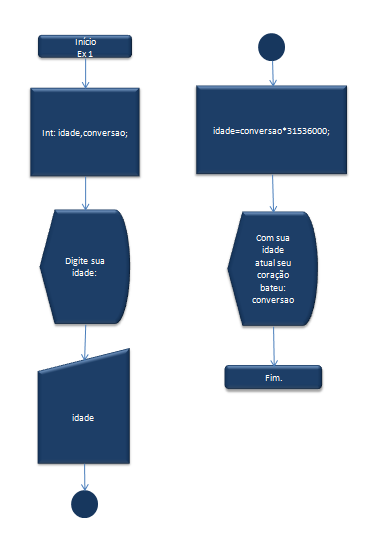 Início
Ex 1
Int: idade,conversao;
Digite sua
idade:
idade
idade=conversao*31536000;
Com sua
idade
atual seu
coração
bateu:
conversao
Fim.